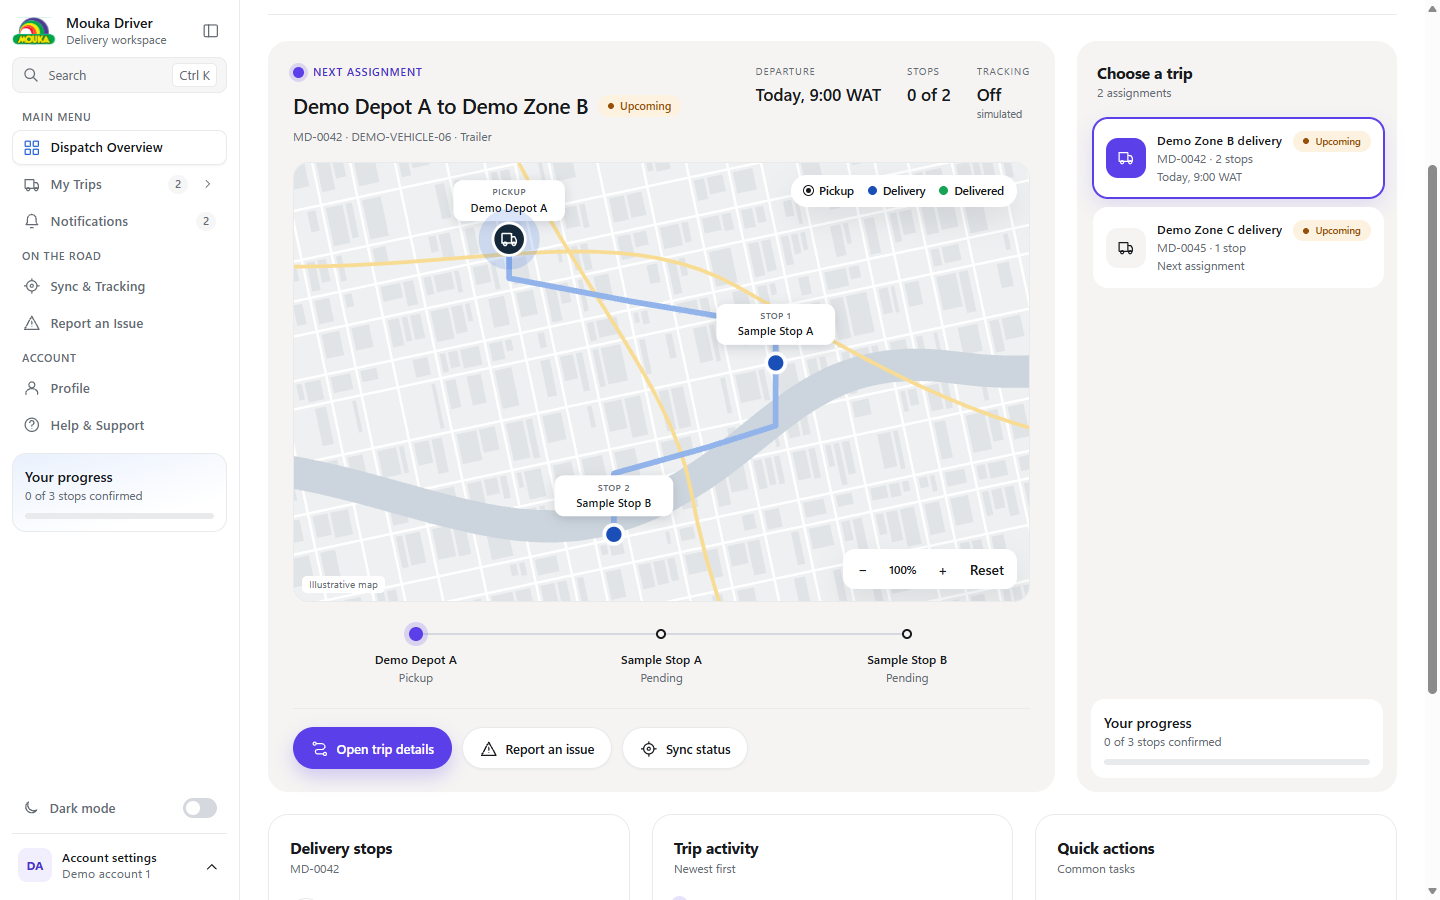 MOUKA
Mouka Driver
Delivery workspace
Search
Ctrl K
MAIN MENU
Dispatch Overview
My Trips
2
Notifications
2
ON THE ROAD
Sync & Tracking
Report an Issue
ACCOUNT
Profile
Help & Support
Your progress
0 of 3 stops confirmed
Dark mode
DA
Account settings
Demo account 1
NEXT ASSIGNMENT
Demo Depot A to Demo Zone B
Upcoming
MD-0042 · DEMO-VEHICLE-06 · Trailer
DEPARTURE
Today, 9:00 WAT
STOPS
0 of 2
TRACKING
Off
simulated
PICKUP
Demo Depot A
Pickup
Delivery
Delivered
STOP 1
Sample Stop A
STOP 2
Sample Stop B
Illustrative map
− 100% + Reset
Demo Depot A
Pickup
Sample Stop A
Pending
Sample Stop B
Pending
Open trip details
Report an issue
Sync status
Choose a trip
2 assignments
Demo Zone B delivery
Upcoming
MD-0042 · 2 stops
Today, 9:00 WAT
Demo Zone C delivery
Upcoming
MD-0045 · 1 stop
Next assignment
Your progress
0 of 3 stops confirmed
Delivery stops
MD-0042
Trip activity
Newest first
Quick actions
Common tasks